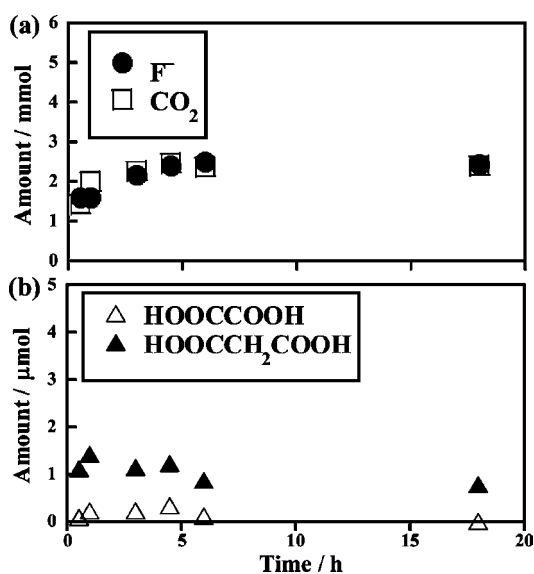 (a)
6
5
4
3
2
1
0
Amount / mmol
F⁻
CO₂
(b)
5
4
3
2
1
0
Amount / μmol
HOOCCOOH
HOOCCH₂COOH
0 5 10 15 20
Time / h